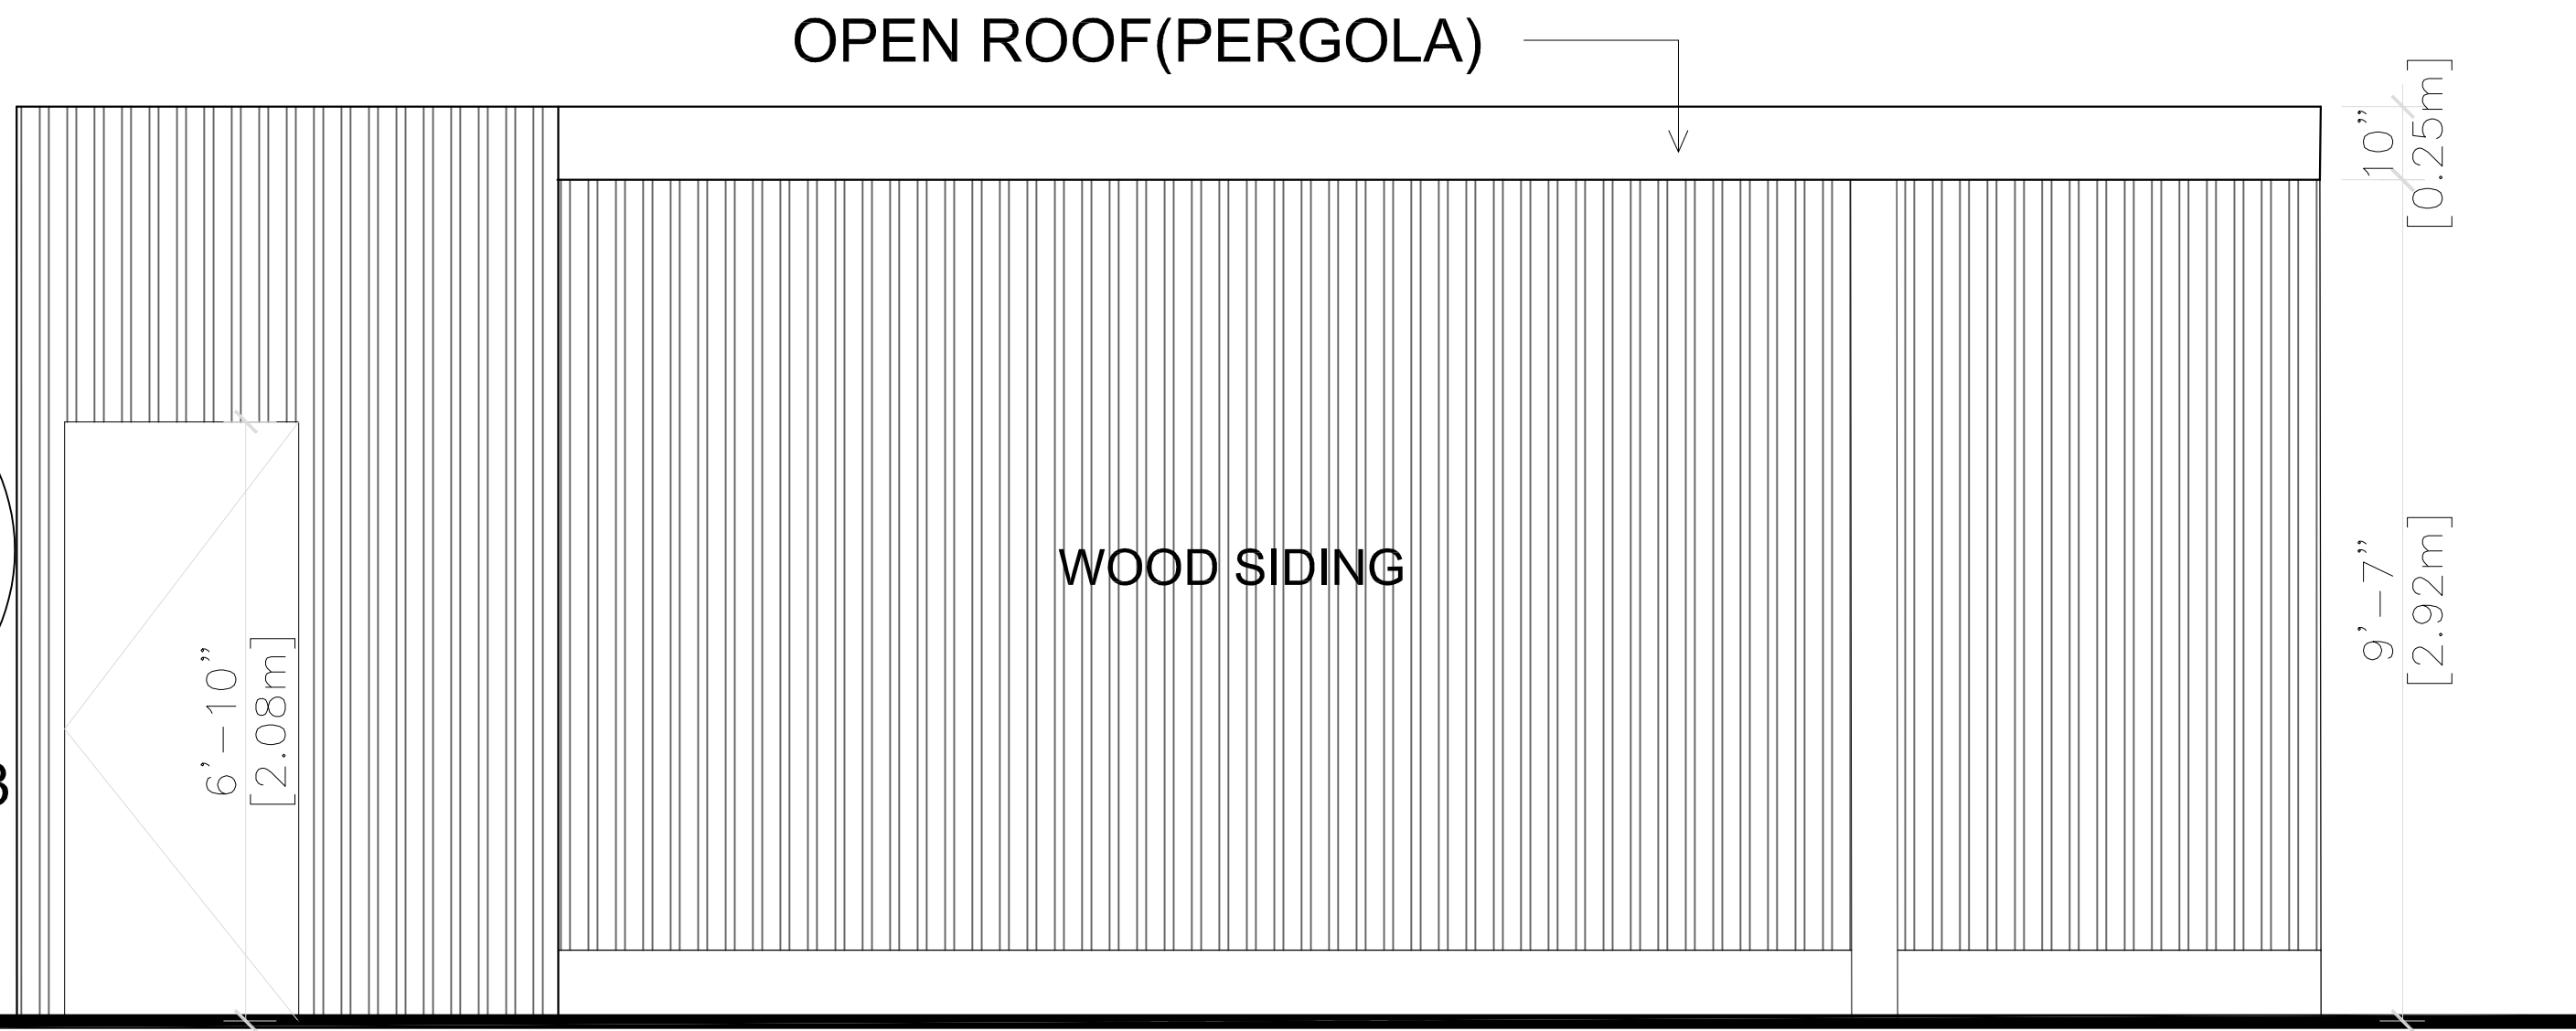 OPEN ROOF(PERGOLA)
10”
[0.25m]
WOOD SIDING
9’-7”
[2.92m]
6’-10”
[2.08m]